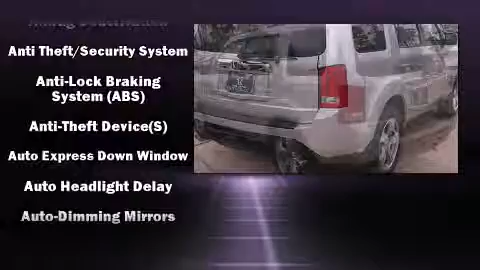 Anti Theft/Security System
Anti-Lock Braking
System (ABS)
Anti-Theft Device(S)
Auto Express Down Window
Auto Headlight Delay
Auto-Dimming Mirrors